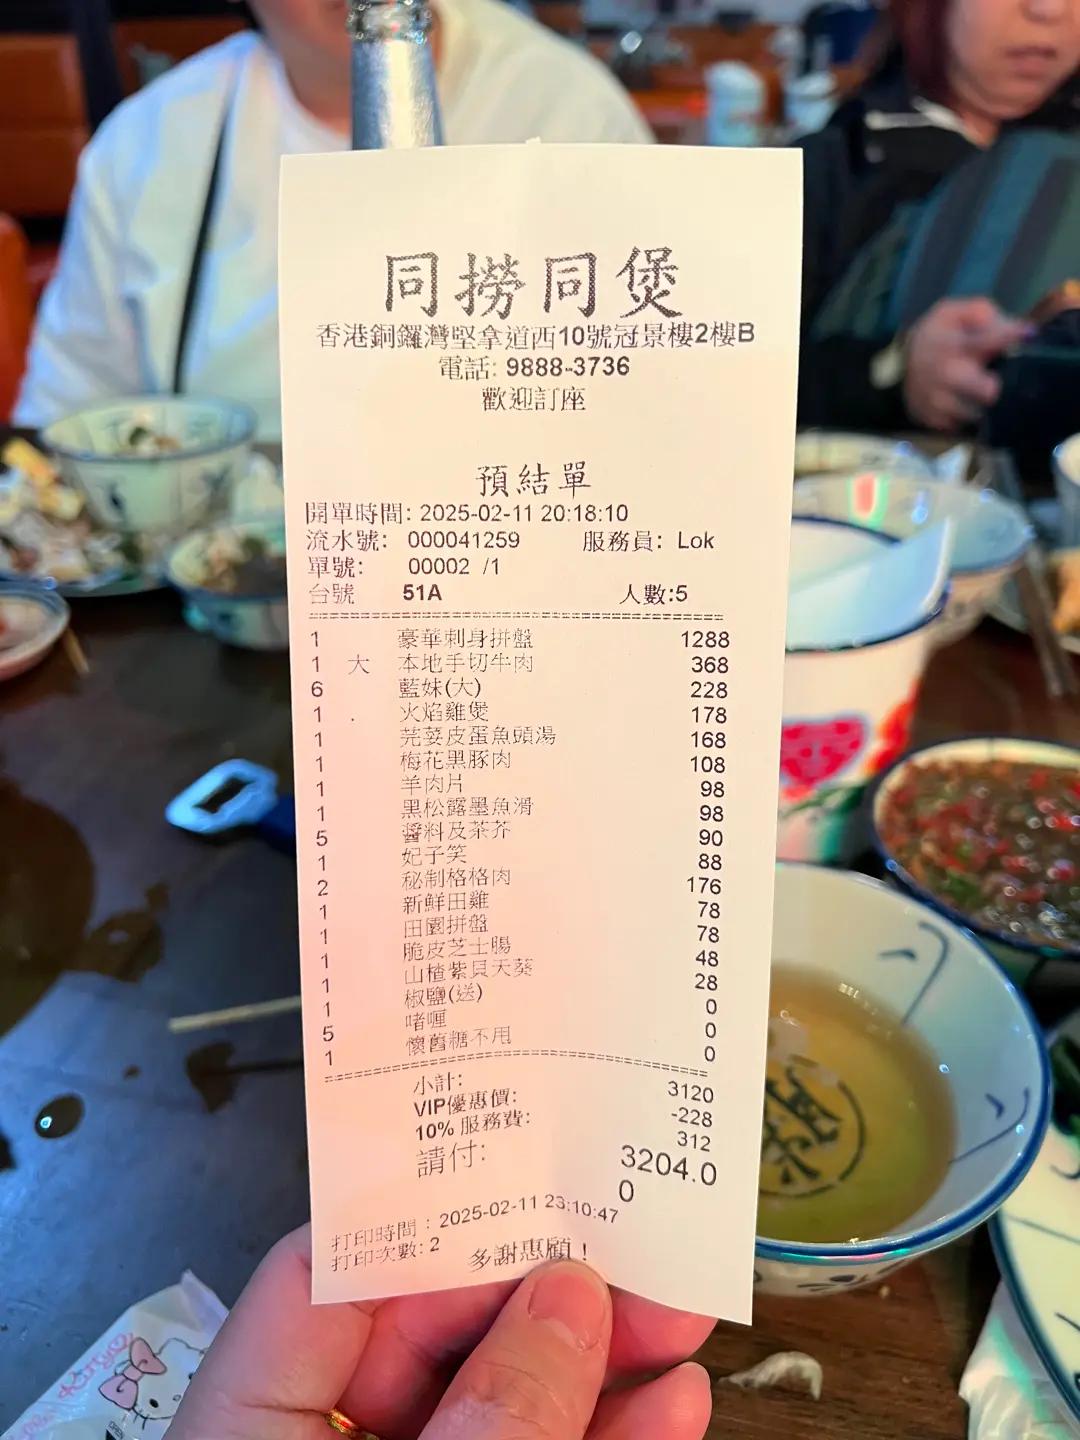 同撈同煲
香港銅鑼灣堅拿道西10號冠景樓2樓B
電話: 9888-3736
歡迎訂座
預結單
開單時間: 2025-02-11 20:18:10
流水號: 000041259 服務員: Lok
單號: 00002 /1
台號 51A 人數:5
1 豪華刺身拼盤 1288
1 大 本地手切牛肉 368
6 藍妹(大) 228
1 . 火焰雞煲 178
1 芫荽皮蛋魚頭湯 168
1 梅花黑豚肉 108
1 羊肉片 98
1 黑松露墨魚滑 98
5 醬料及茶芥 90
1 妃子笑 88
2 秘制格格肉 176
1 新鮮田雞 78
1 田園拼盤 78
1 脆皮芝士腸 48
1 山楂紫貝天葵 28
1 椒鹽(送) 0
5 啫喱 0
1 懷舊糖不甩 0
小計: 3120
VIP優惠價: -228
10% 服務費: 312
請付: 3204.0
0
打印時間 : 2025-02-11 23:10:47
打印次數: 2
多謝惠顧 !